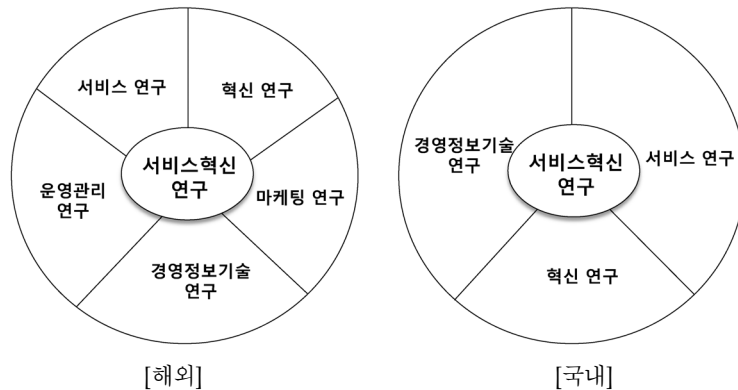 서비스 연구
혁신 연구
서비스혁신
연구
운영관리
연구
마케팅 연구
경영정보기술
연구
[해외]
경영정보기술
연구
서비스혁신
연구
서비스 연구
혁신 연구
[국내]